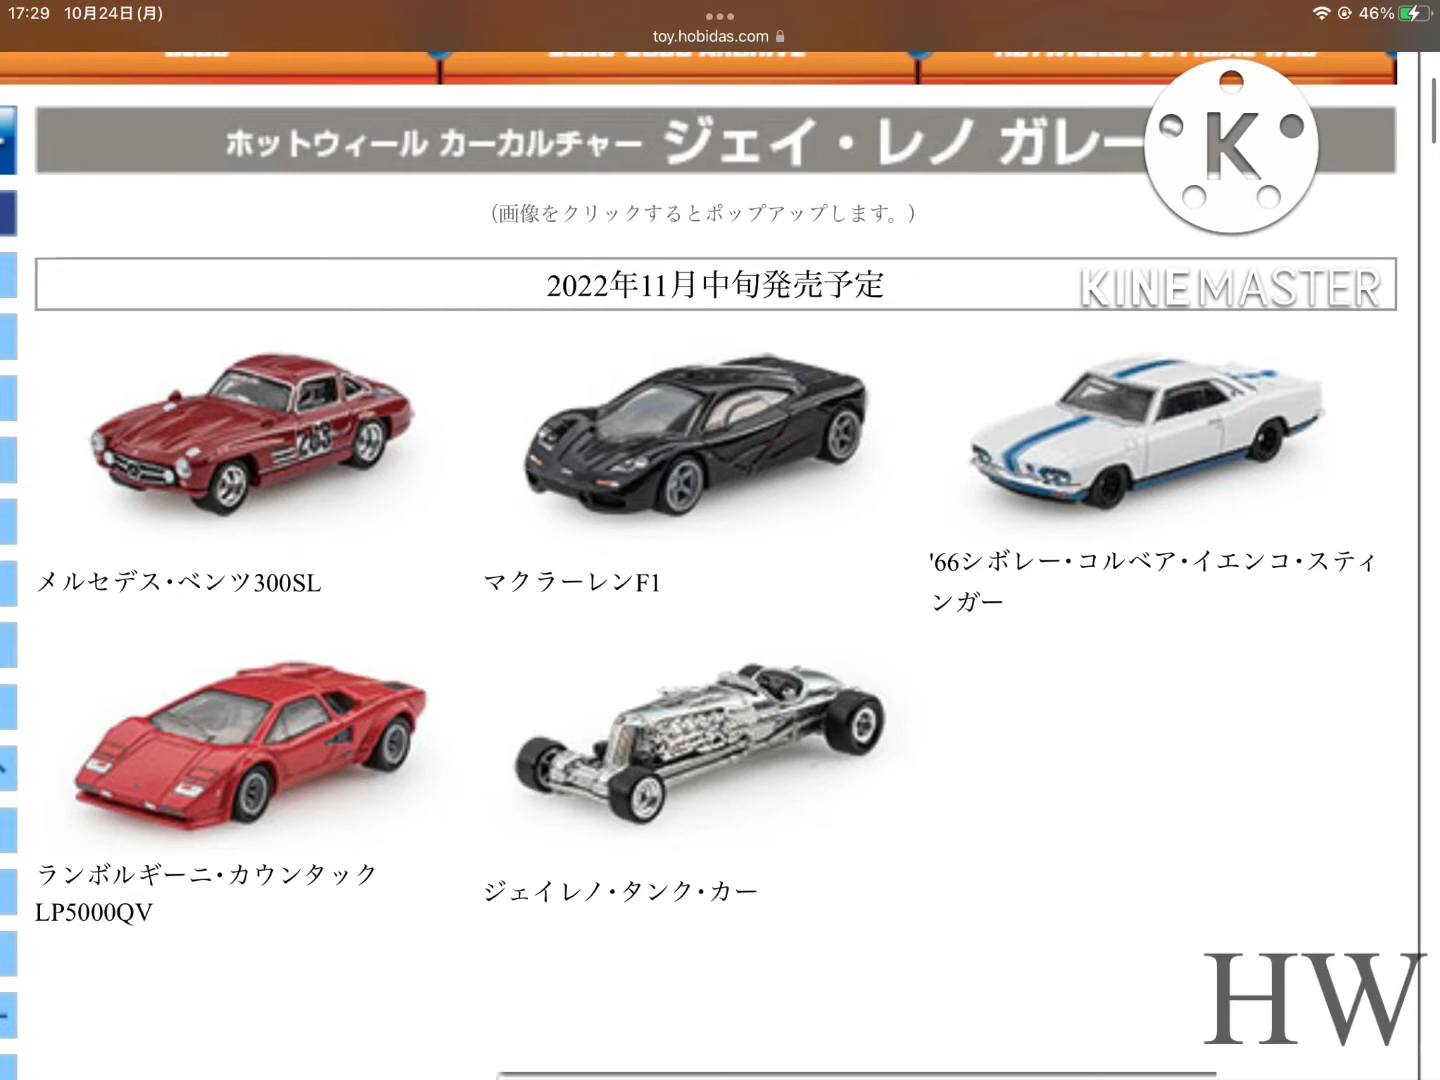 17:29 10月24日(月)
46%
toy.hobidas.com
ホットウィール カーカルチャー ジェイ・レノ ガレー
K
(画像をクリックするとポップアップします。)
2022年11月中旬発売予定
KINEMASTER
283
メルセデス・ベンツ300SL
マクラーレンF1
'66シボレー・コルベア・イエンコ・スティ
ンガー
ランボルギーニ・カウンタック
LP5000QV
ジェイレノ・タンク・カー
HW